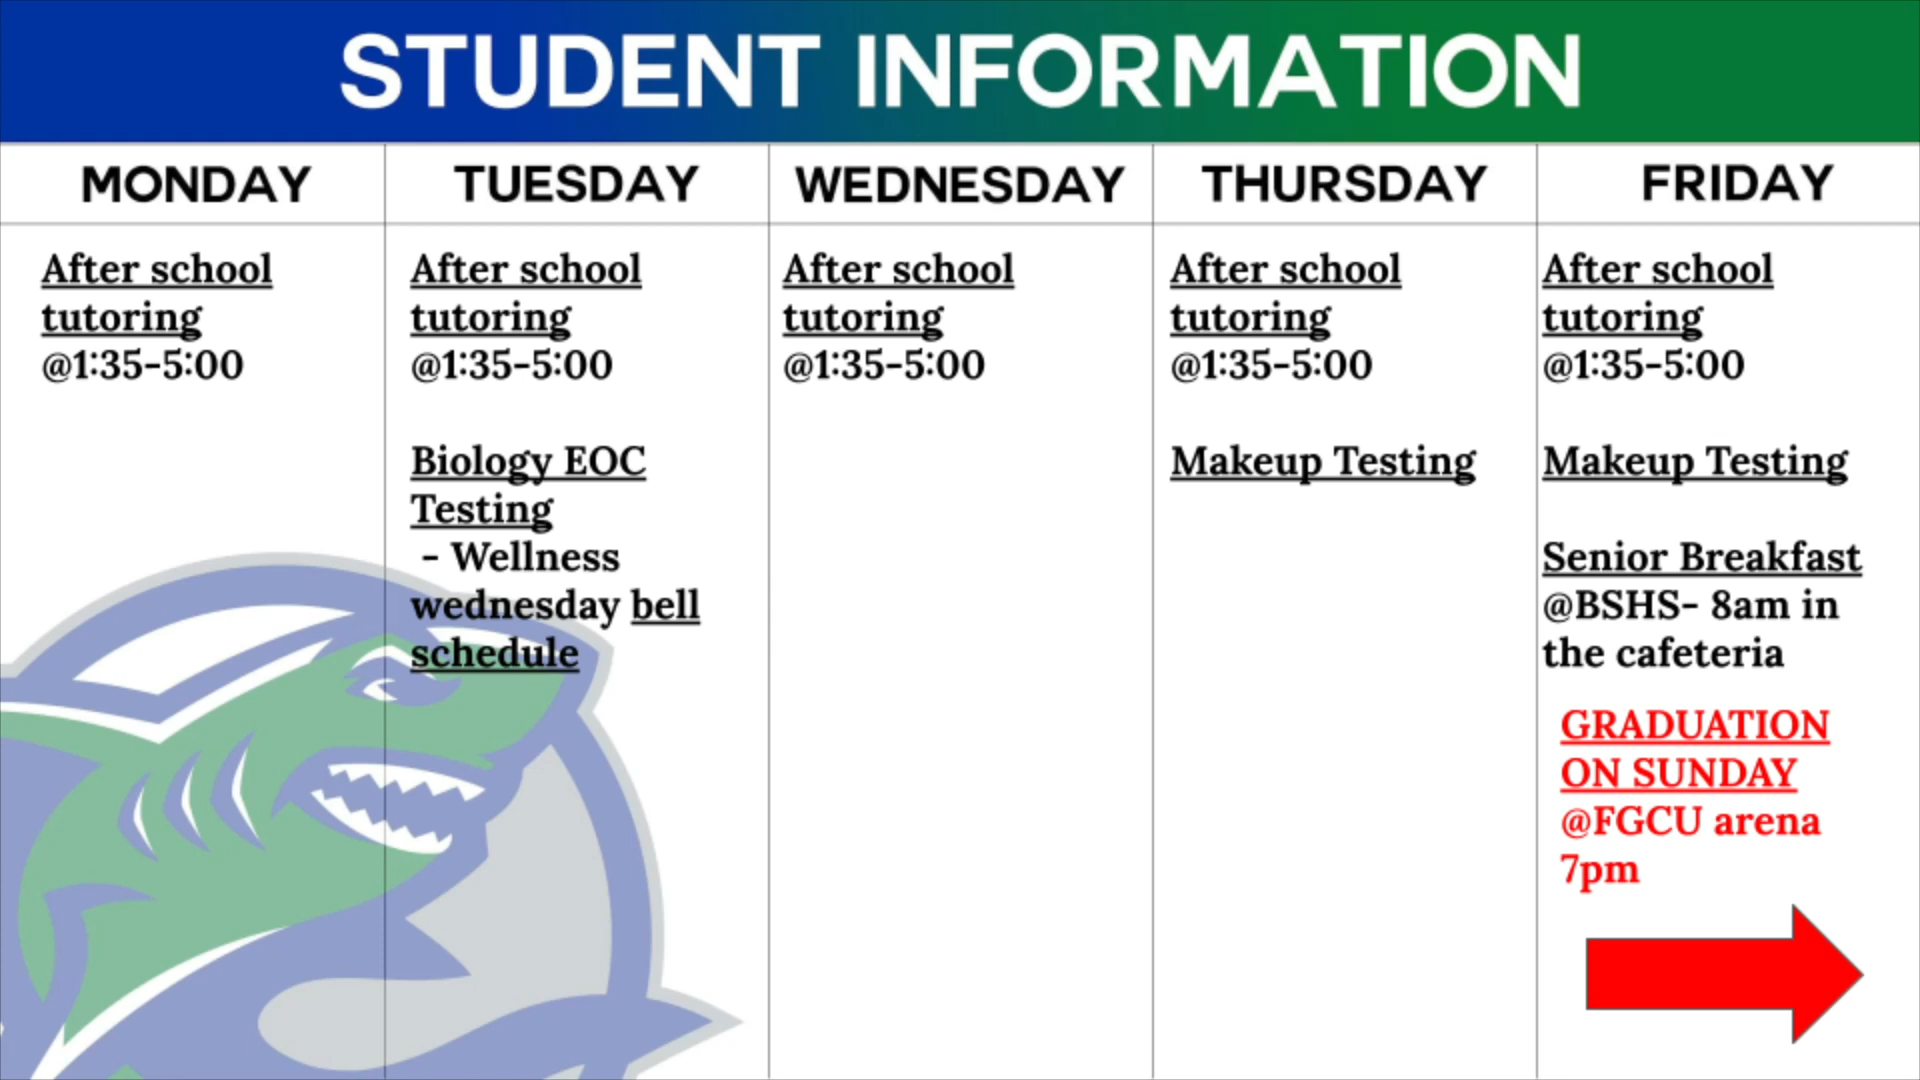 STUDENT INFORMATION
MONDAY
TUESDAY
WEDNESDAY
THURSDAY
FRIDAY
After school
tutoring
@1:35-5:00
After school
tutoring
@1:35-5:00
Biology EOC
Testing
- Wellness
wednesday bell
schedule
After school
tutoring
@1:35-5:00
After school
tutoring
@1:35-5:00
Makeup Testing
After school
tutoring
@1:35-5:00
Makeup Testing
Senior Breakfast
@BSHS- 8am in
the cafeteria
GRADUATION
ON SUNDAY
@FGCU arena
7pm